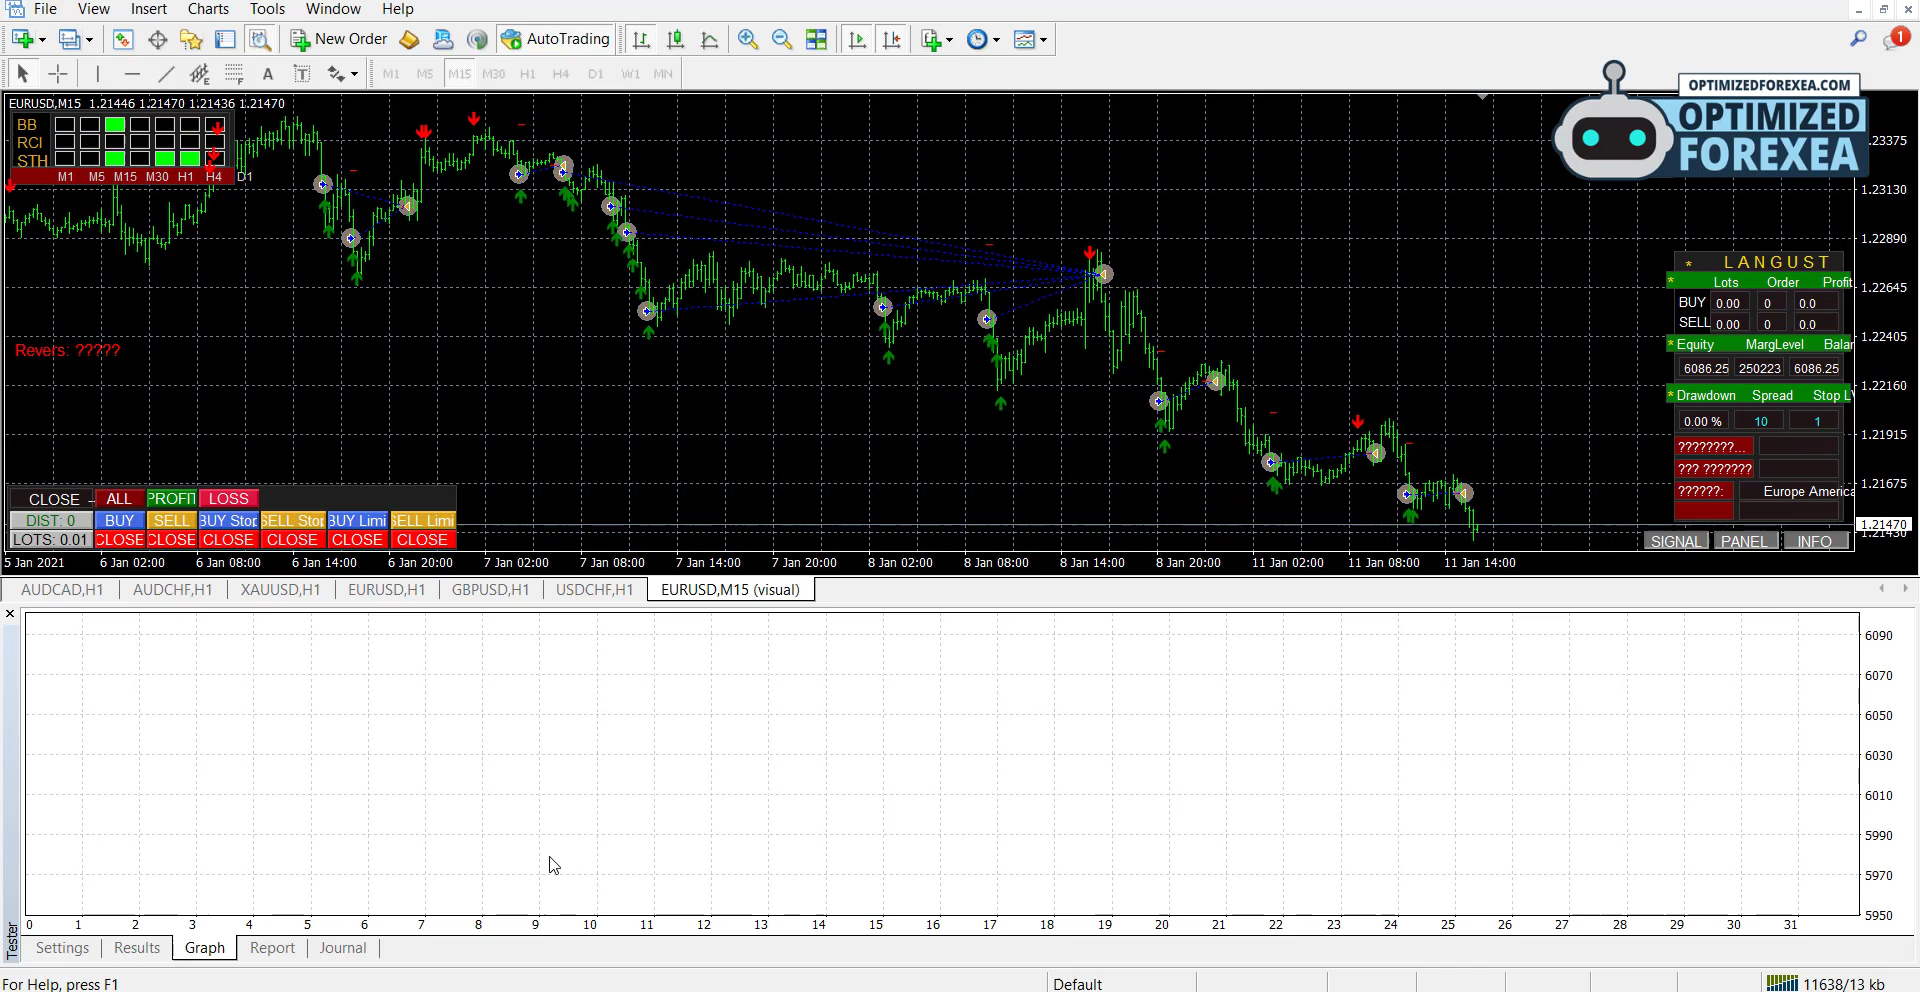 File View Insert Charts Tools Window Help
New Order AutoTrading
1
A T M1 M5 M15 M30 H1 H4 D1 W1 MN
OPTIMIZEDFOREXEA.COM
OPTIMIZED
FOREXEA
EURUSD,M15 1.21446 1.21470 1.21436 1.21470
BB
RCI
STH
M1 M5 M15 M30 H1 H4 D1
Revers: ?????
1.23375
1.23130
1.22890
1.22645
1.22405
1.22160
1.21915
1.21675
1.21470
1.21430
* LANGUST
* Lots Order Profit
BUY 0.00 0 0.0
SELL 0.00 0 0.0
* Equity MargLevel Balan
6086.25 250223 6086.25
* Drawdown Spread Stop LV
0.00 % 10 1
????????...
??? ???????
??????: Europe America
SIGNAL PANEL INFO
CLOSE ALL PROFIT LOSS
DIST: 0 BUY SELL BUY Stop SELL Stop BUY Limi SELL Limi
LOTS: 0.01 CLOSE CLOSE CLOSE CLOSE CLOSE CLOSE
5 Jan 2021 6 Jan 02:00 6 Jan 08:00 6 Jan 14:00 6 Jan 20:00 7 Jan 02:00 7 Jan 08:00 7 Jan 14:00 7 Jan 20:00 8 Jan 02:00 8 Jan 08:00 8 Jan 14:00 8 Jan 20:00 11 Jan 02:00 11 Jan 08:00 11 Jan 14:00
AUDCAD,H1 AUDCHF,H1 XAUUSD,H1 EURUSD,H1 GBPUSD,H1 USDCHF,H1 EURUSD,M15 (visual)
6090
6070
6050
6030
6010
5990
5970
5950
0 1 2 3 4 5 6 7 8 9 10 11 12 13 14 15 16 17 18 19 20 21 22 23 24 25 26 27 28 29 30 31
Tester
Settings Results Graph Report Journal
For Help, press F1 Default 11638/13 kb